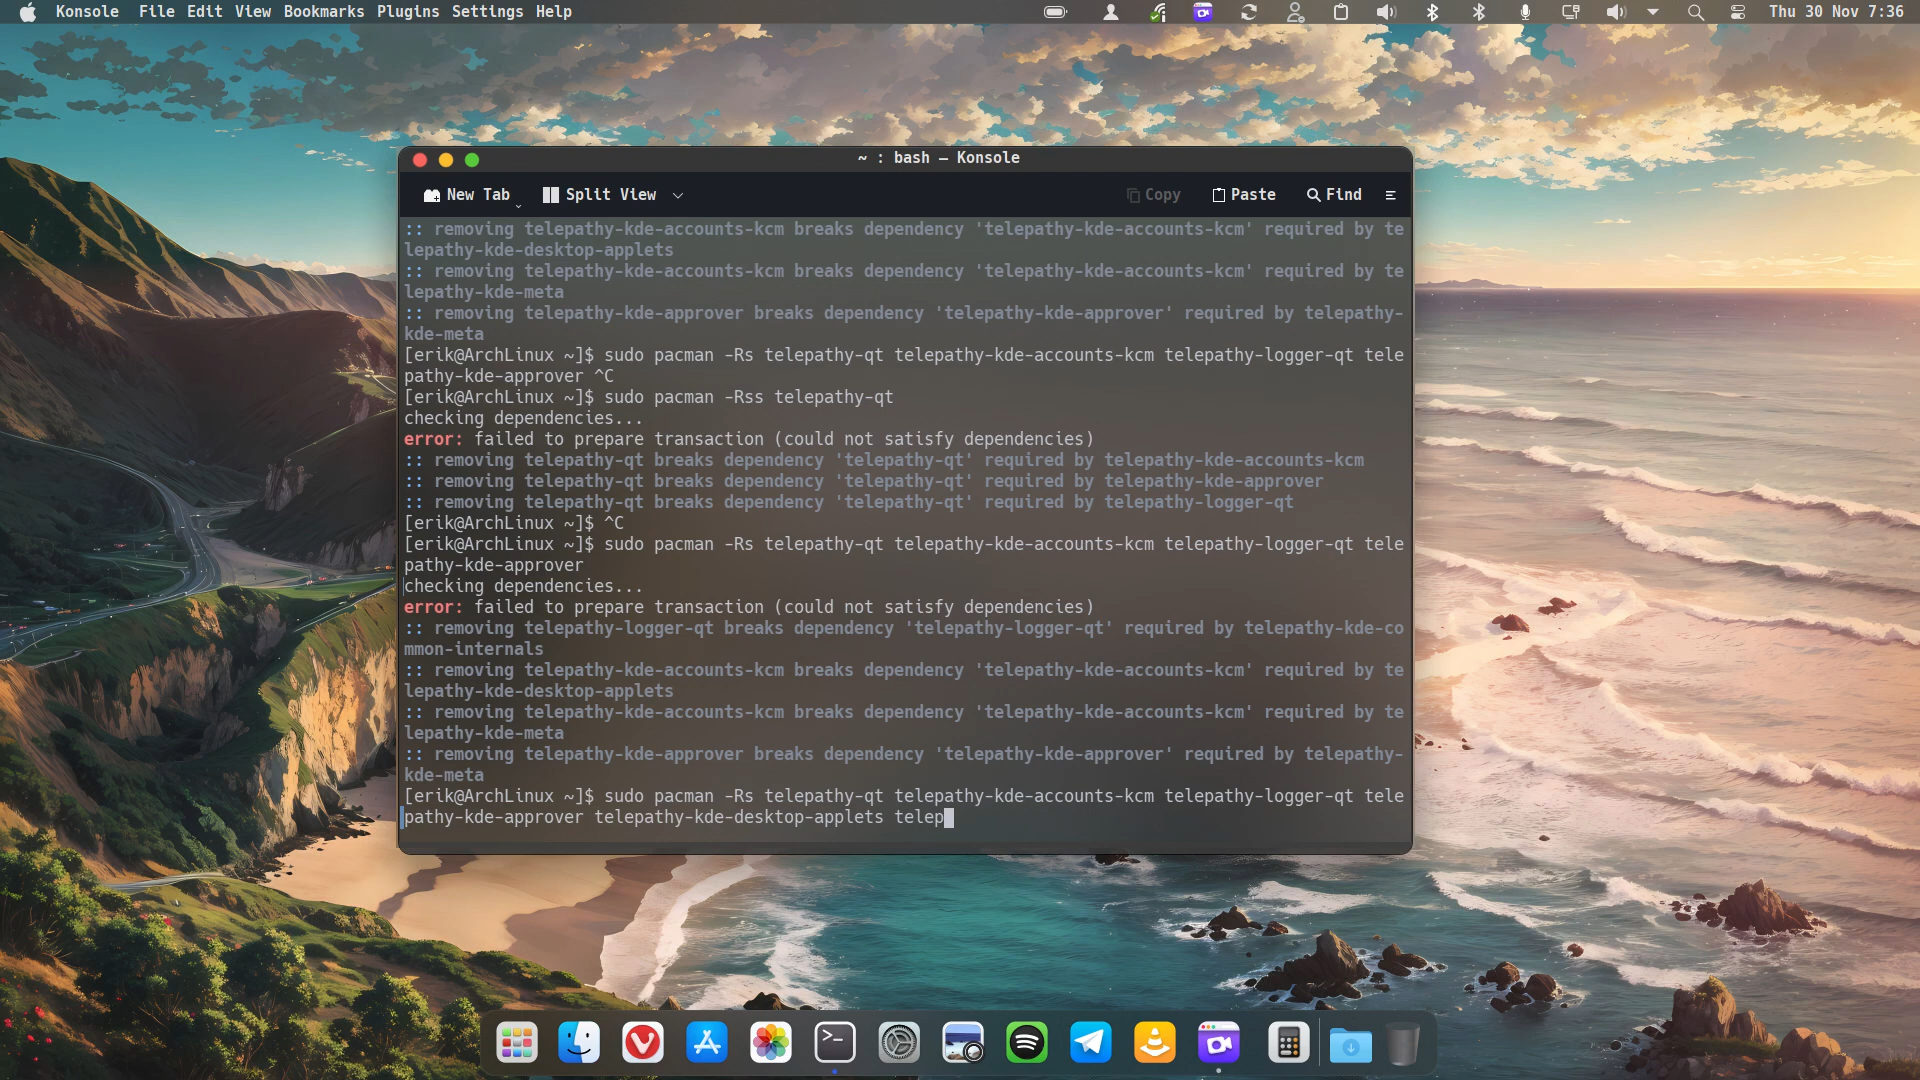 Konsole File Edit View Bookmarks Plugins Settings Help
Thu 30 Nov 7:36
~ : bash — Konsole
New Tab Split View Copy Paste Find
:: removing telepathy-kde-accounts-kcm breaks dependency 'telepathy-kde-accounts-kcm' required by te
lepathy-kde-desktop-applets
:: removing telepathy-kde-accounts-kcm breaks dependency 'telepathy-kde-accounts-kcm' required by te
lepathy-kde-meta
:: removing telepathy-kde-approver breaks dependency 'telepathy-kde-approver' required by telepathy-
kde-meta
[erik@ArchLinux ~]$ sudo pacman -Rs telepathy-qt telepathy-kde-accounts-kcm telepathy-logger-qt tele
pathy-kde-approver ^C
[erik@ArchLinux ~]$ sudo pacman -Rss telepathy-qt
checking dependencies...
error: failed to prepare transaction (could not satisfy dependencies)
:: removing telepathy-qt breaks dependency 'telepathy-qt' required by telepathy-kde-accounts-kcm
:: removing telepathy-qt breaks dependency 'telepathy-qt' required by telepathy-kde-approver
:: removing telepathy-qt breaks dependency 'telepathy-qt' required by telepathy-logger-qt
[erik@ArchLinux ~]$ ^C
[erik@ArchLinux ~]$ sudo pacman -Rs telepathy-qt telepathy-kde-accounts-kcm telepathy-logger-qt tele
pathy-kde-approver
checking dependencies...
error: failed to prepare transaction (could not satisfy dependencies)
:: removing telepathy-logger-qt breaks dependency 'telepathy-logger-qt' required by telepathy-kde-co
mmon-internals
:: removing telepathy-kde-accounts-kcm breaks dependency 'telepathy-kde-accounts-kcm' required by te
lepathy-kde-desktop-applets
:: removing telepathy-kde-accounts-kcm breaks dependency 'telepathy-kde-accounts-kcm' required by te
lepathy-kde-meta
:: removing telepathy-kde-approver breaks dependency 'telepathy-kde-approver' required by telepathy-
kde-meta
[erik@ArchLinux ~]$ sudo pacman -Rs telepathy-qt telepathy-kde-accounts-kcm telepathy-logger-qt tele
pathy-kde-approver telepathy-kde-desktop-applets telep